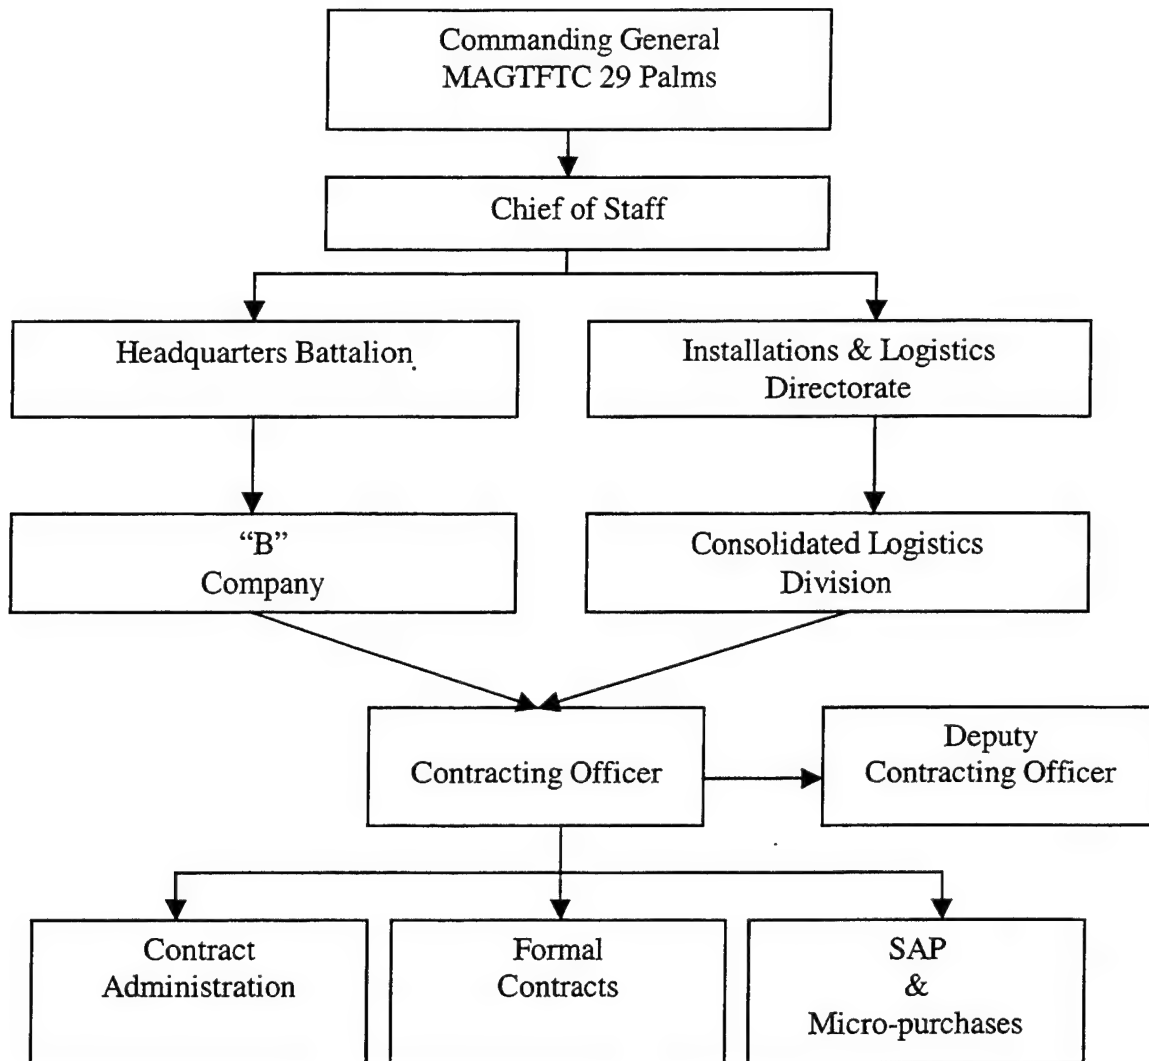 Commanding General
MAGTFTC 29 Palms
Chief of Staff
Headquarters Battalion
Installations & Logistics
Directorate
“B”
Company
Consolidated Logistics
Division
Contracting Officer
Deputy
Contracting Officer
Contract
Administration
Formal
Contracts
SAP
&
Micro-purchases